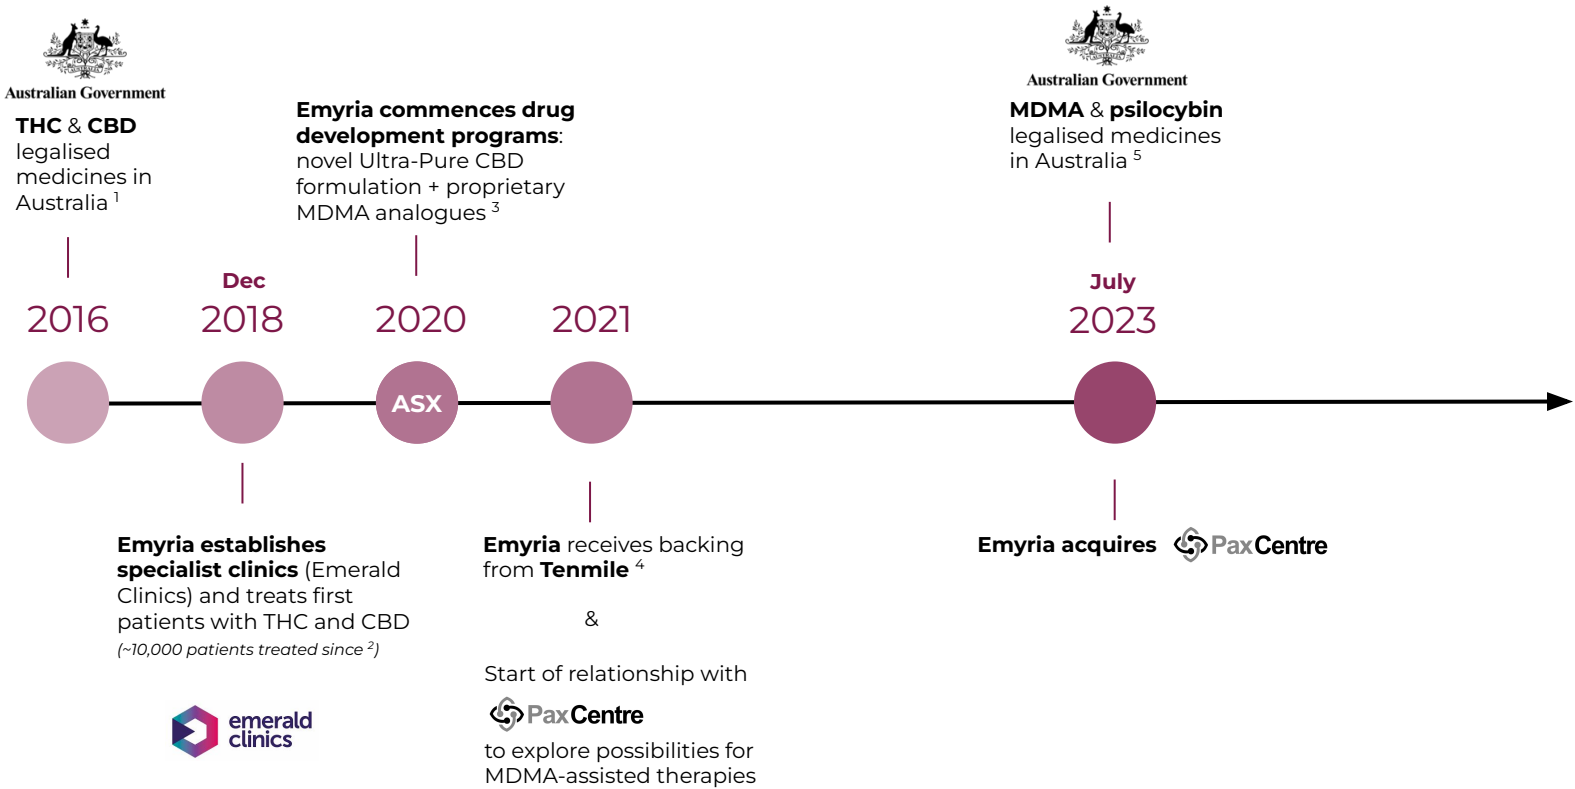 Australian Government
THC & CBD
legalised
medicines in
Australia 1
Emyria commences drug
development programs:
novel Ultra-Pure CBD
formulation + proprietary
MDMA analogues 3
Australian Government
MDMA & psilocybin
legalised medicines
in Australia 5
2016
Dec
2018
2020
2021
July
2023
ASX
Emyria establishes
specialist clinics (Emerald
Clinics) and treats first
patients with THC and CBD
(~10,000 patients treated since 2)
emerald
clinics
Emyria receives backing
from Tenmile 4
&
Start of relationship with
PaxCentre
to explore possibilities for
MDMA-assisted therapies
Emyria acquires PaxCentre